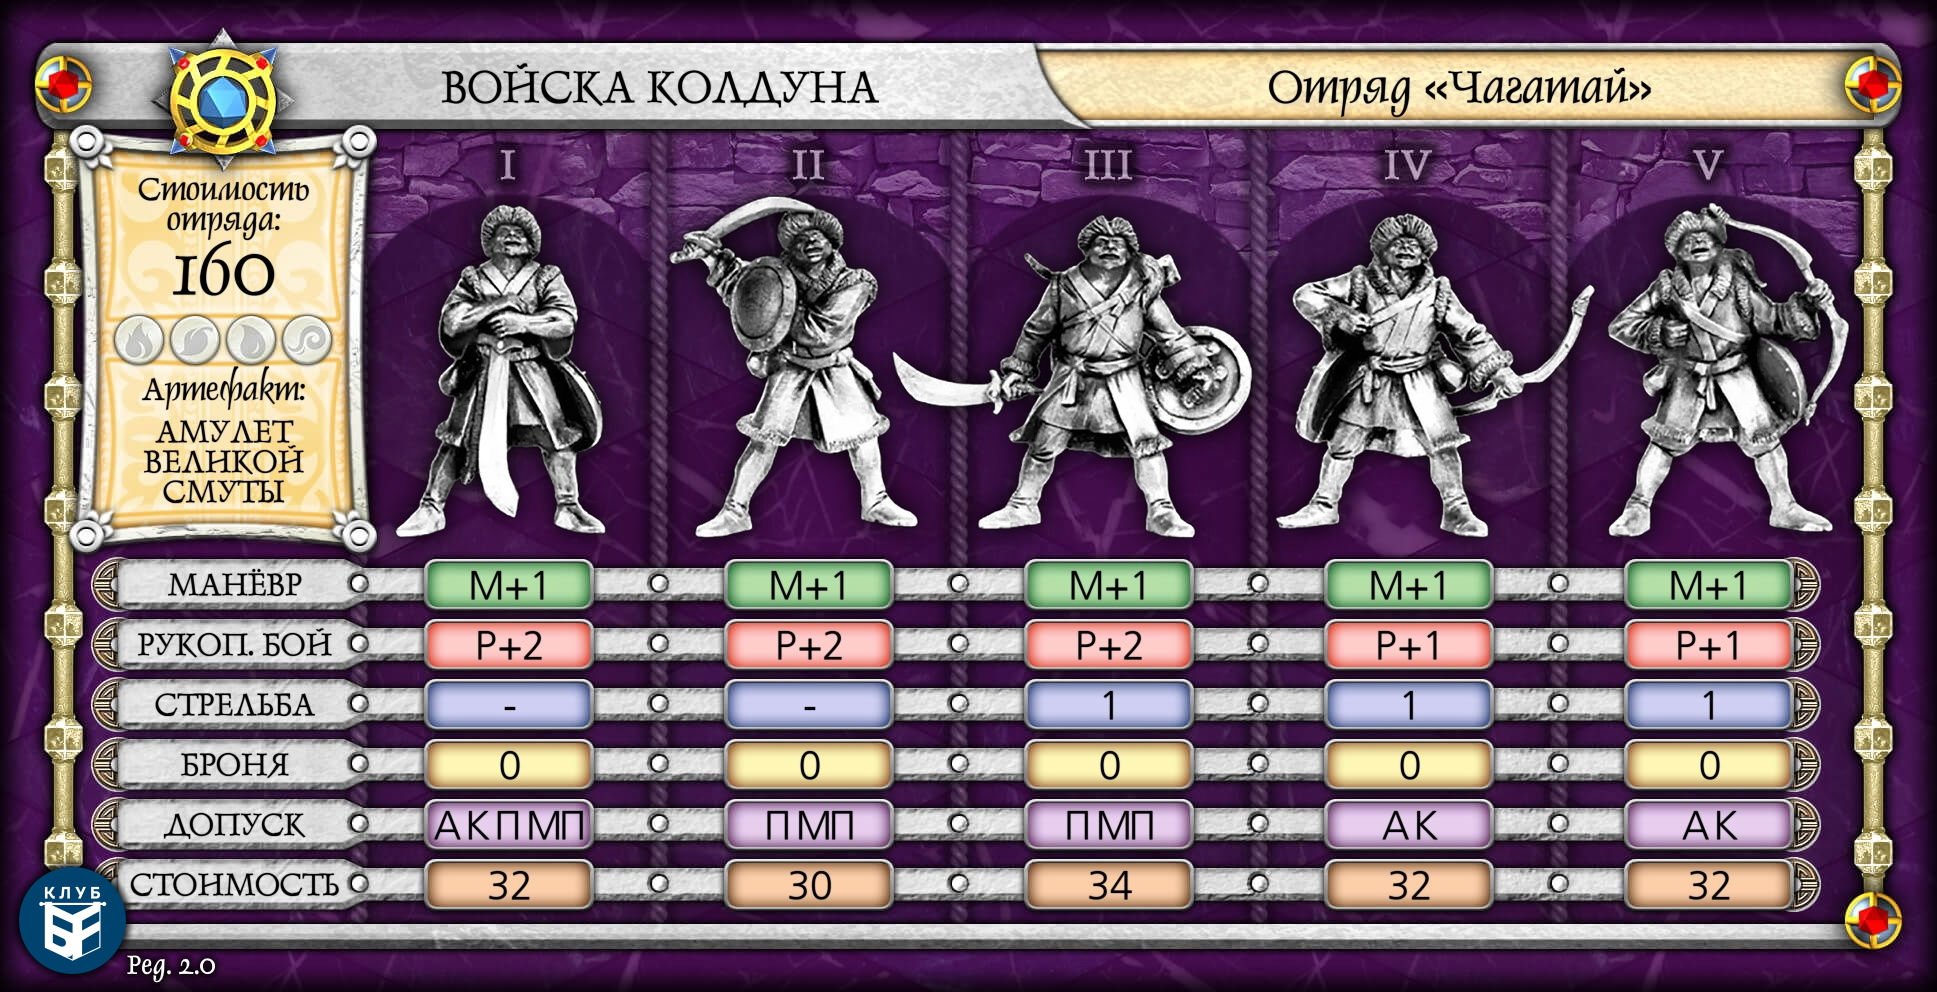 ВОЙСКА КОЛДУНА
Отряд «Чагатай»
Стоимость
отряда:
160
Артефакт:
АМУЛЕТ
ВЕЛИКОЙ
СМУТЫ
I II III IV V
МАНЁВР М+1 М+1 М+1 М+1 М+1
РУКОП. БОЙ Р+2 Р+2 Р+2 Р+1 Р+1
СТРЕЛЬБА - - 1 1 1
БРОНЯ 0 0 0 0 0
ДОПУСК АКПМП ПМП ПМП АК АК
СТОИМОСТЬ 32 30 34 32 32
КЛУБ
БГ
Ред. 2.0